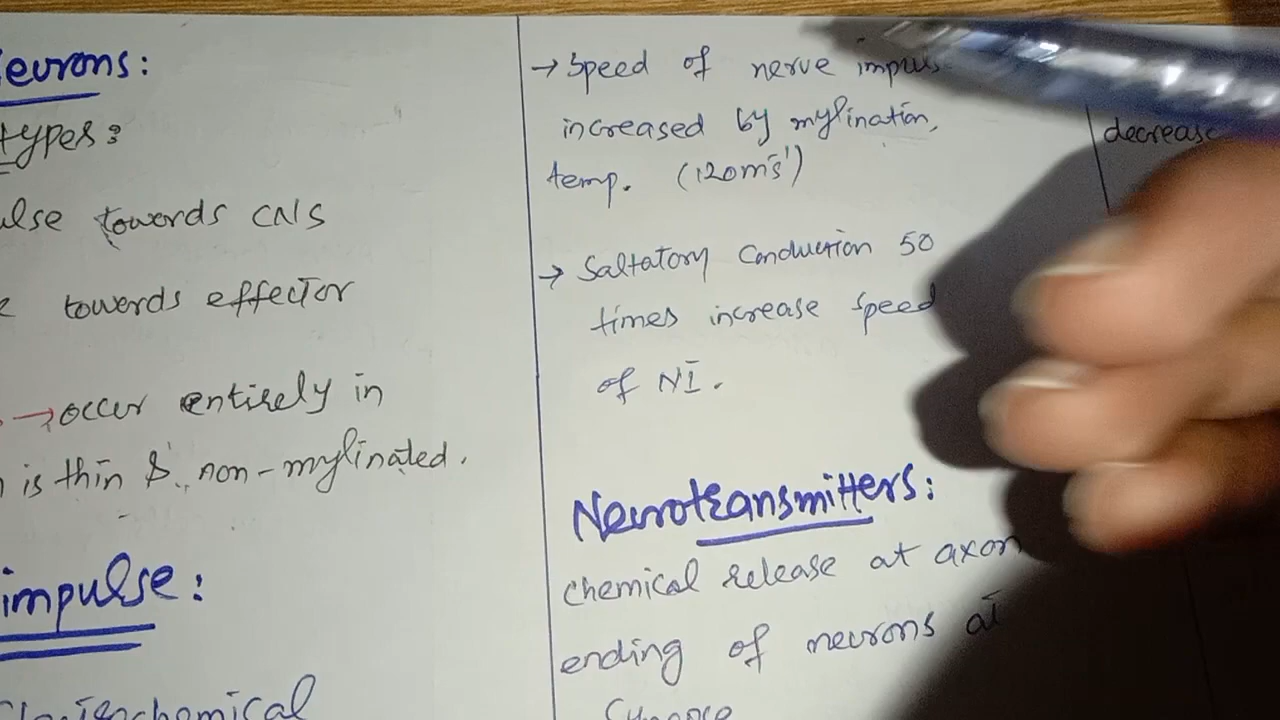 eurons:
types:
ulse towards CNS
towards effector
→ occur entirely in
is thin & non-mylinated.
impulse:
→ Speed of nerve impuls
increased by mylination,
temp. (120ms⁻¹)
→ Saltatory Conduction 50
times increase speed
of NI.
Neurotransmitters:
chemical release at axon
ending of neurons at
decrease